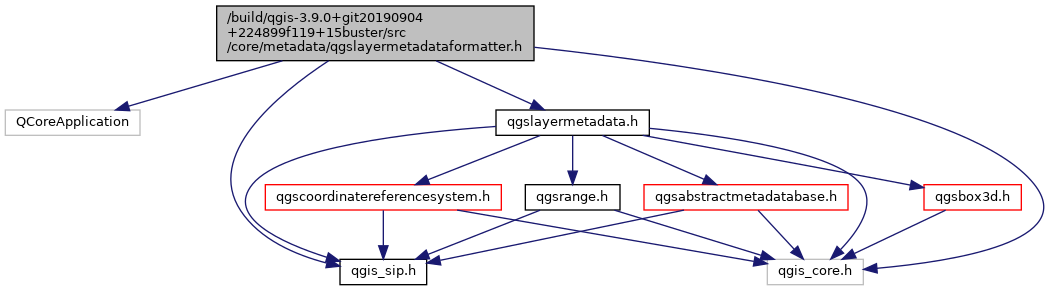 /build/qgis-3.9.0+git20190904
+224899f119+15buster/src
/core/metadata/qgslayermetadataformatter.h
QCoreApplication
qgslayermetadata.h
qgscoordinatereferencesystem.h
qgsrange.h
qgsabstractmetadatabase.h
qgsbox3d.h
qgis_sip.h
qgis_core.h